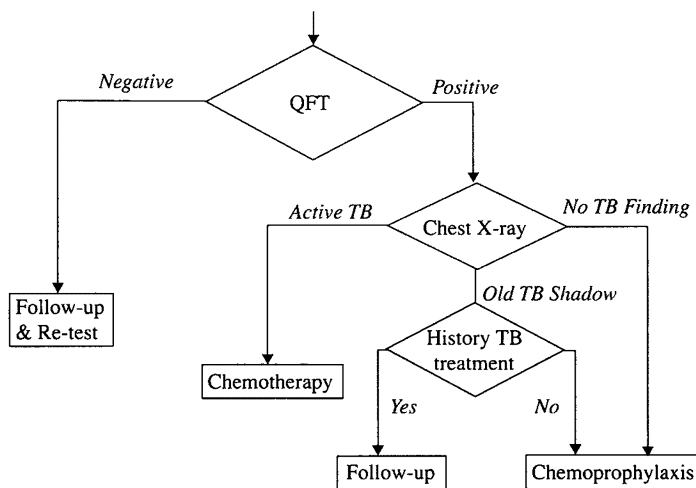 Negative
Positive
QFT
Active TB
No TB Finding
Chest X-ray
Old TB Shadow
Follow-up
& Re-test
History TB
treatment
Chemotherapy
Yes
No
Follow-up
Chemoprophylaxis